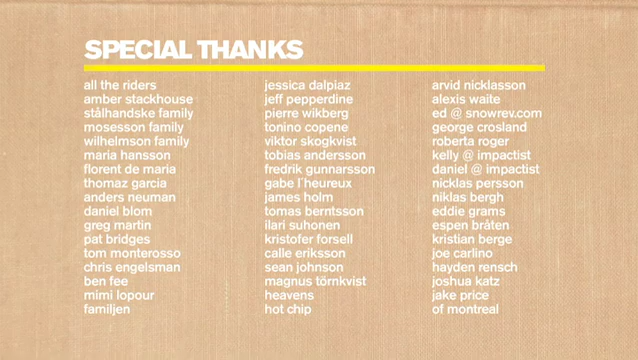 SPECIAL THANKS
all the riders
amber stackhouse
stålhandske family
mosesson family
wilhelmson family
maria hansson
florent de maria
thomaz garcia
anders neuman
daniel blom
greg martin
pat bridges
tom monterosso
chris engelsman
ben fee
mimi lopour
familjen
jessica dalpiaz
jeff pepperdine
pierre wikberg
tonino copene
viktor skogkvist
tobias andersson
fredrik gunnarsson
gabe l'heureux
james holm
tomas berntsson
ilari suhonen
kristofer forsell
calle eriksson
sean johnson
magnus törnkvist
heavens
hot chip
arvid nicklasson
alexis waite
ed @ snowrev.com
george crosland
roberta roger
kelly @ impactist
daniel @ impactist
nicklas persson
niklas bergh
eddie grams
espen bråten
kristian berge
joe carlino
hayden rensch
joshua katz
jake price
of montreal